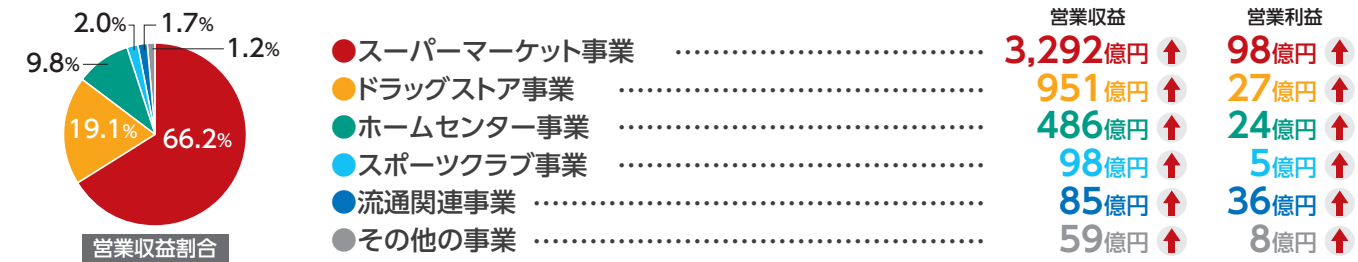 2.0%
1.7%
1.2%
9.8%
19.1%
66.2%
営業収益割合
営業収益 営業利益
●スーパーマーケット事業 ………………………………… 3,292億円 98億円
●ドラッグストア事業 ………………………………… 951億円 27億円
●ホームセンター事業 ………………………………… 486億円 24億円
●スポーツクラブ事業 ………………………………… 98億円 5億円
●流通関連事業 ………………………………… 85億円 36億円
●その他の事業 ………………………………… 59億円 8億円